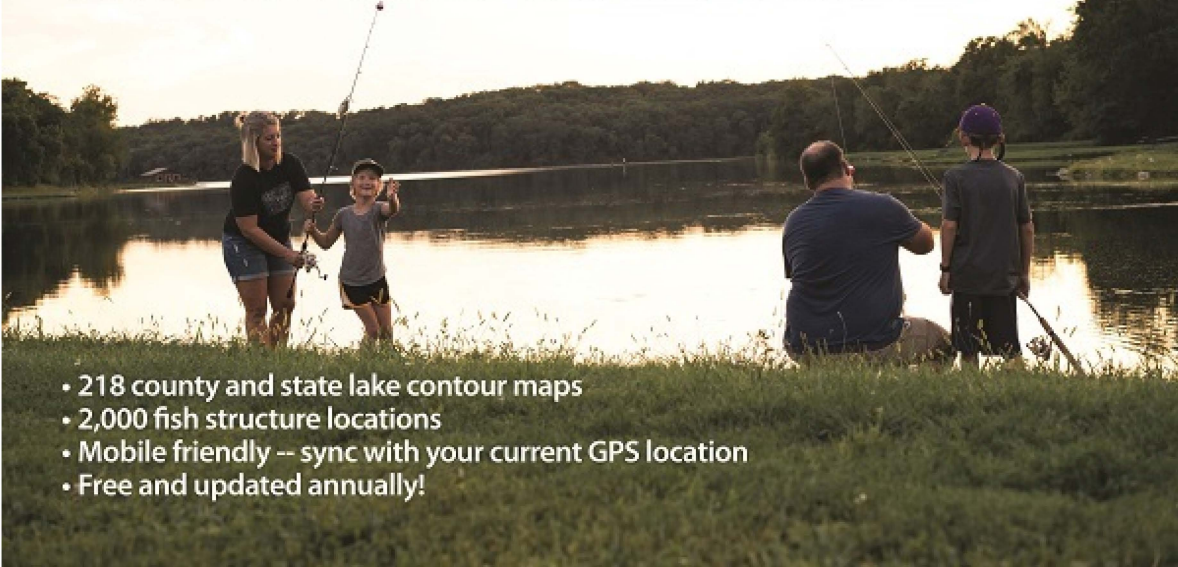 • 218 county and state lake contour maps
• 2,000 fish structure locations
• Mobile friendly -- sync with your current GPS location
• Free and updated annually!